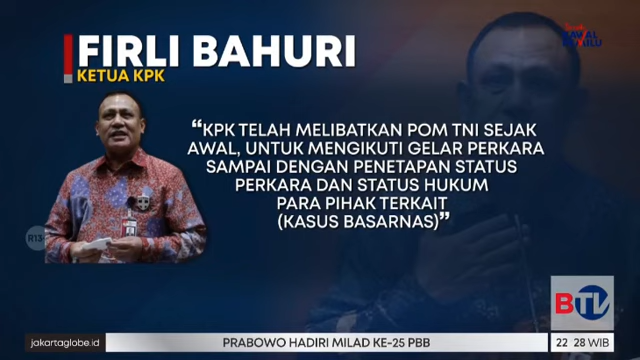 FIRLI BAHURI
KETUA KPK
“KPK TELAH MELIBATKAN POM TNI SEJAK
AWAL, UNTUK MENGIKUTI GELAR PERKARA
SAMPAI DENGAN PENETAPAN STATUS
PERKARA DAN STATUS HUKUM
PARA PIHAK TERKAIT
(KASUS BASARNAS)”
R13
BTV
jakartaglobe.id
PRABOWO HADIRI MILAD KE-25 PBB
22 28 WIB